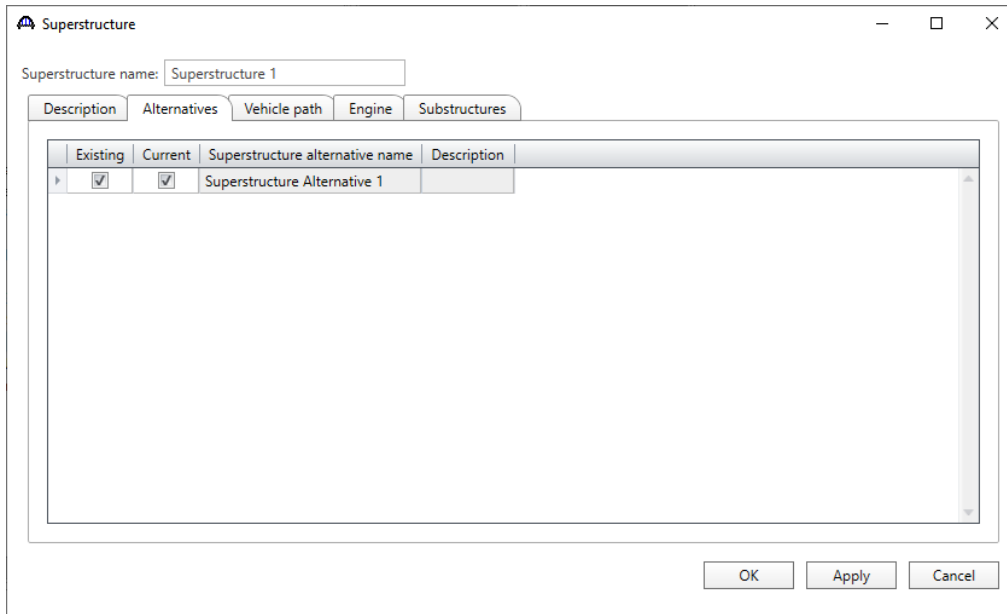 Superstructure
Superstructure name: Superstructure 1
Description Alternatives Vehicle path Engine Substructures
Existing Current Superstructure alternative name Description
Superstructure Alternative 1
OK Apply Cancel